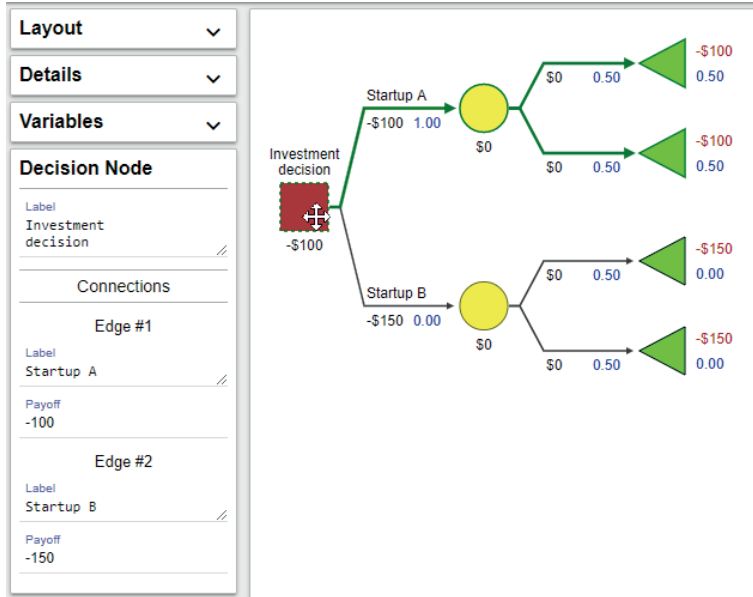 Layout
Details
Variables
Decision Node
Label
Investment
decision
Connections
Edge #1
Label
Startup A
Payoff
-100
Edge #2
Label
Startup B
Payoff
-150
Investment
decision
-$100
Startup A
-$100 1.00
$0
$0 0.50
-$100
0.50
$0 0.50
-$100
0.50
Startup B
-$150 0.00
$0
$0 0.50
-$150
0.00
$0 0.50
-$150
0.00